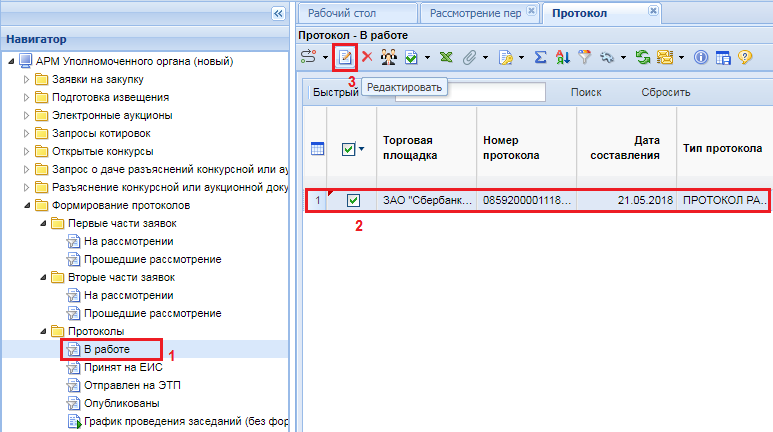 Рабочий стол
Рассмотрение пер
Протокол
Навигатор
Протокол - В работе
АРМ Уполномоченного органа (новый)
Заявки на закупку
Подготовка извещения
Электронные аукционы
Запросы котировок
Открытые конкурсы
Запрос о даче разъяснений конкурсной или ау
Разъяснение конкурсной или аукционной доку
Формирование протоколов
Первые части заявок
На рассмотрении
Прошедшие рассмотрение
Вторые части заявок
На рассмотрении
Прошедшие рассмотрение
Протоколы
В работе
1
Принят на ЕИС
Отправлен на ЭТП
Опубликованы
График проведения заседаний (без фор
3
Редактировать
Быстрый
Поиск
Сбросить
Торговая площадка
Номер протокола
Дата составления
Тип протокола
1
ЗАО "Сбербанк...
0859200001118...
21.05.2018
ПРОТОКОЛ РА...
2